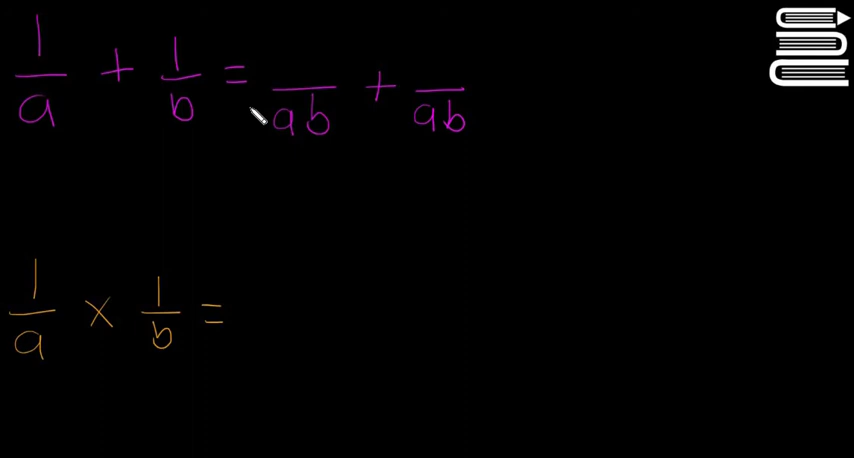 1/a + 1/b = /ab + /ab
1/a × 1/b =